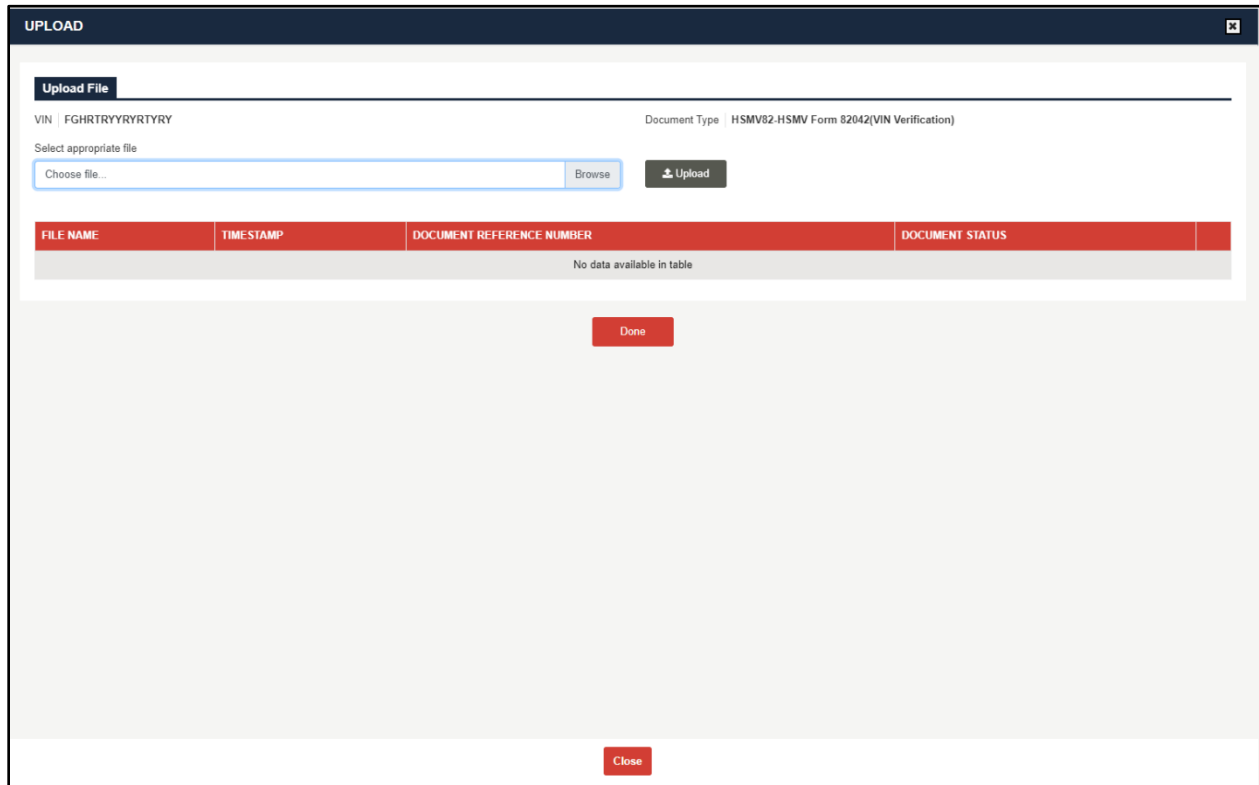 UPLOAD
Upload File
VIN FGHRTRYYRYRTYRY Document Type HSMV82-HSMV Form 82042(VIN Verification)
Select appropriate file
Choose file... Browse Upload
FILE NAME TIMESTAMP DOCUMENT REFERENCE NUMBER DOCUMENT STATUS
No data available in table
Done
Close